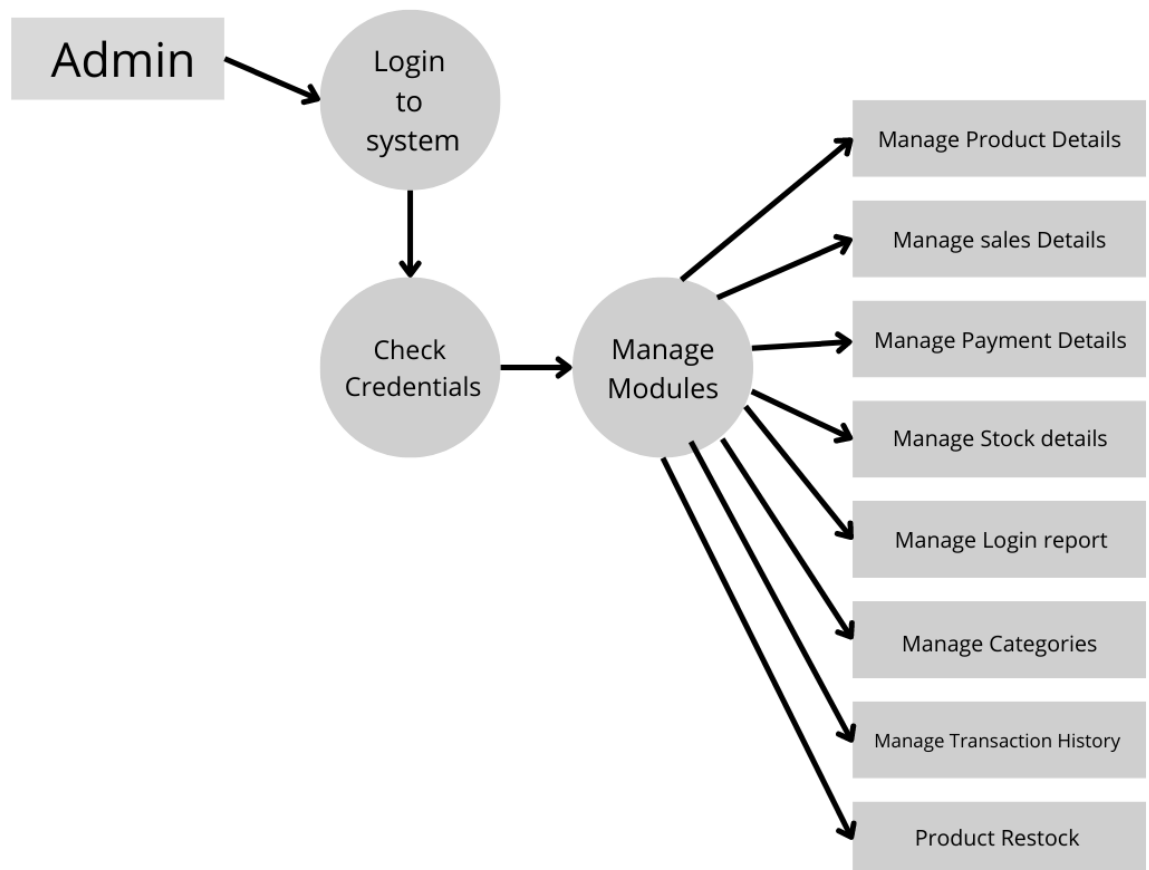 Admin
Login
to
system
Check
Credentials
Manage
Modules
Manage Product Details
Manage sales Details
Manage Payment Details
Manage Stock details
Manage Login report
Manage Categories
Manage Transaction History
Product Restock